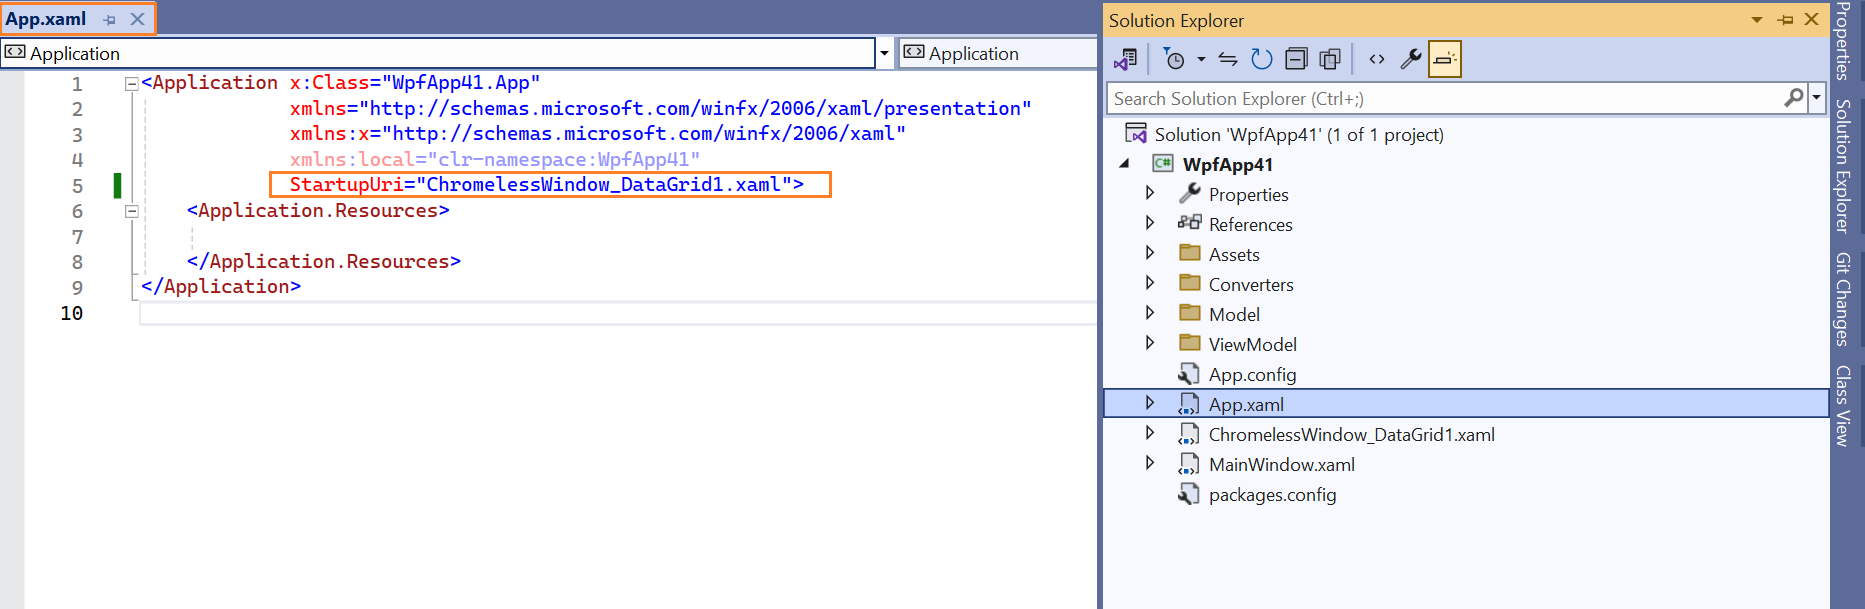 App.xaml
Application
Application
1 <Application x:Class="WpfApp41.App"
2 xmlns="http://schemas.microsoft.com/winfx/2006/xaml/presentation"
3 xmlns:x="http://schemas.microsoft.com/winfx/2006/xaml"
4 xmlns:local="clr-namespace:WpfApp41"
5 StartupUri="ChromelessWindow_DataGrid1.xaml">
6 <Application.Resources>
7
8 </Application.Resources>
9 </Application>
10
Solution Explorer
Search Solution Explorer (Ctrl+;)
Solution 'WpfApp41' (1 of 1 project)
C# WpfApp41
Properties
References
Assets
Converters
Model
ViewModel
App.config
App.xaml
ChromelessWindow_DataGrid1.xaml
MainWindow.xaml
packages.config
Properties
Solution Explorer
Git Changes
Class View